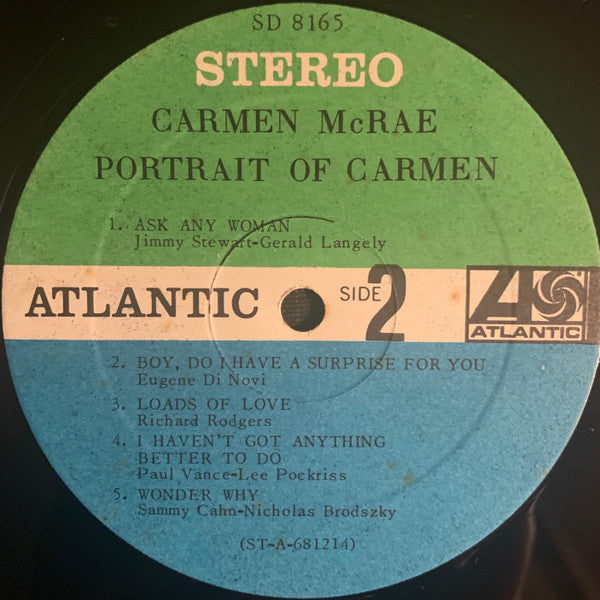 SD 8165
STEREO
CARMEN McRAE
PORTRAIT OF CARMEN
1. ASK ANY WOMAN
Jimmy Stewart-Gerald Langely
ATLANTIC
SIDE 2
ATLANTIC
2. BOY, DO I HAVE A SURPRISE FOR YOU
Eugene Di Novi
3. LOADS OF LOVE
Richard Rodgers
4. I HAVEN'T GOT ANYTHING
BETTER TO DO
Paul Vance-Lee Pockriss
5. WONDER WHY
Sammy Cahn-Nicholas Brodszky
(ST-A-681214)